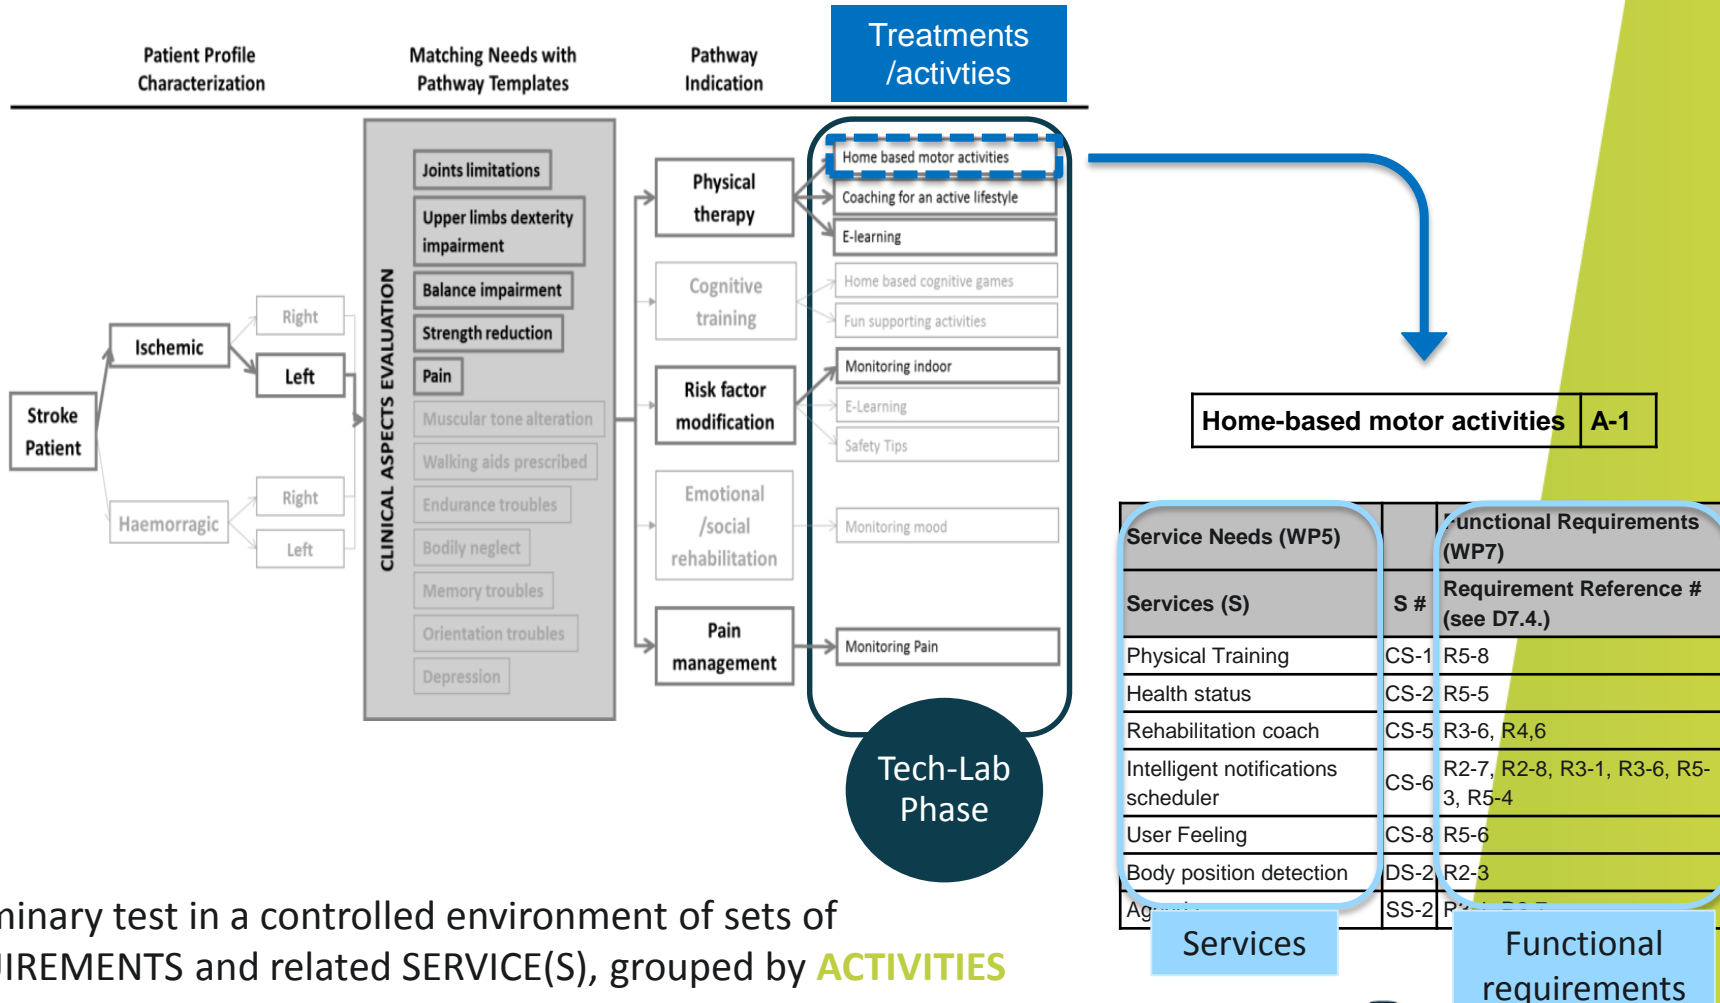 Patient Profile
Characterization
Matching Needs with
Pathway Templates
Pathway
Indication
Treatments
/activties
Stroke
Patient
Ischemic
Right
Left
Haemorragic
Right
Left
CLINICAL ASPECTS EVALUATION
Joints limitations
Upper limbs dexterity
impairment
Balance impairment
Strength reduction
Pain
Muscular tone alteration
Walking aids prescribed
Endurance troubles
Bodily neglect
Memory troubles
Orientation troubles
Depression
Physical
therapy
Cognitive
training
Risk factor
modification
Emotional
/social
rehabilitation
Pain
management
Home based motor activities
Coaching for an active lifestyle
E-learning
Home based cognitive games
Fun supporting activities
Monitoring indoor
E-Learning
Safety Tips
Monitoring mood
Monitoring Pain
Tech-Lab
Phase
Home-based motor activities A-1
Service Needs (WP5) Functional Requirements
(WP7)
Services (S) S # Requirement Reference #
(see D7.4.)
Physical Training CS-1 R5-8
Health status CS-2 R5-5
Rehabilitation coach CS-5 R3-6, R4,6
Intelligent notifications
scheduler CS-6 R2-7, R2-8, R3-1, R3-6, R5-
3, R5-4
User Feeling CS-8 R5-6
Body position detection DS-2 R2-3
SS-2
Services
Functional
requirements
minary test in a controlled environment of sets of
UIREMENTS and related SERVICE(S), grouped by ACTIVITIES